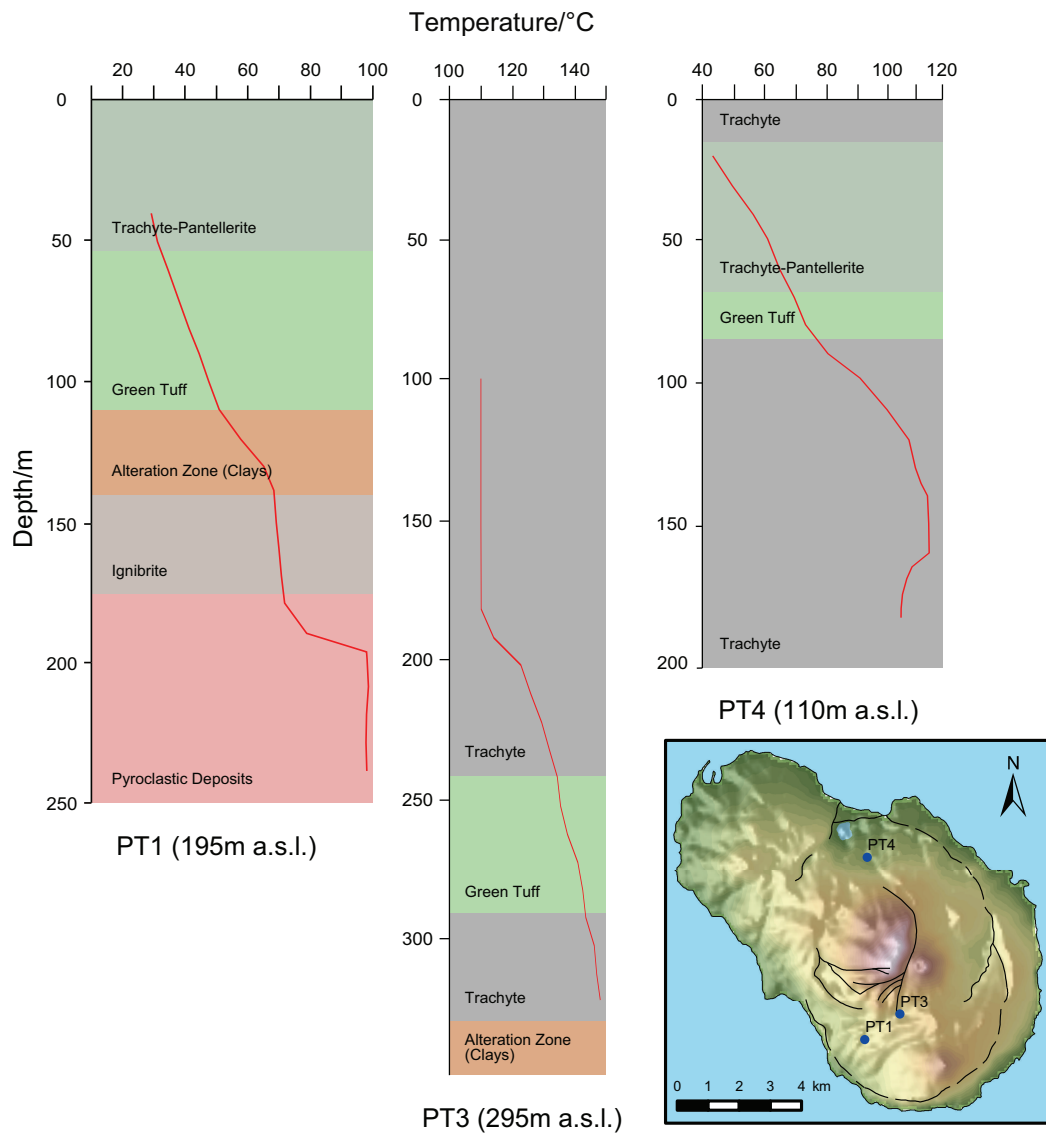 Temperature/°C
20 40 60 80 100
100 120 140
40 60 80 100 120
Depth/m
0
50
100
150
200
250
Trachyte-Pantellerite
Green Tuff
Alteration Zone (Clays)
Ignibrite
Pyroclastic Deposits
PT1 (195m a.s.l.)
0
50
100
150
200
250
300
Trachyte
Green Tuff
Trachyte
Alteration Zone
(Clays)
PT3 (295m a.s.l.)
0
50
100
150
200
Trachyte
Trachyte-Pantellerite
Green Tuff
Trachyte
PT4 (110m a.s.l.)
N
PT4
PT3
PT1
0 1 2 3 4 km